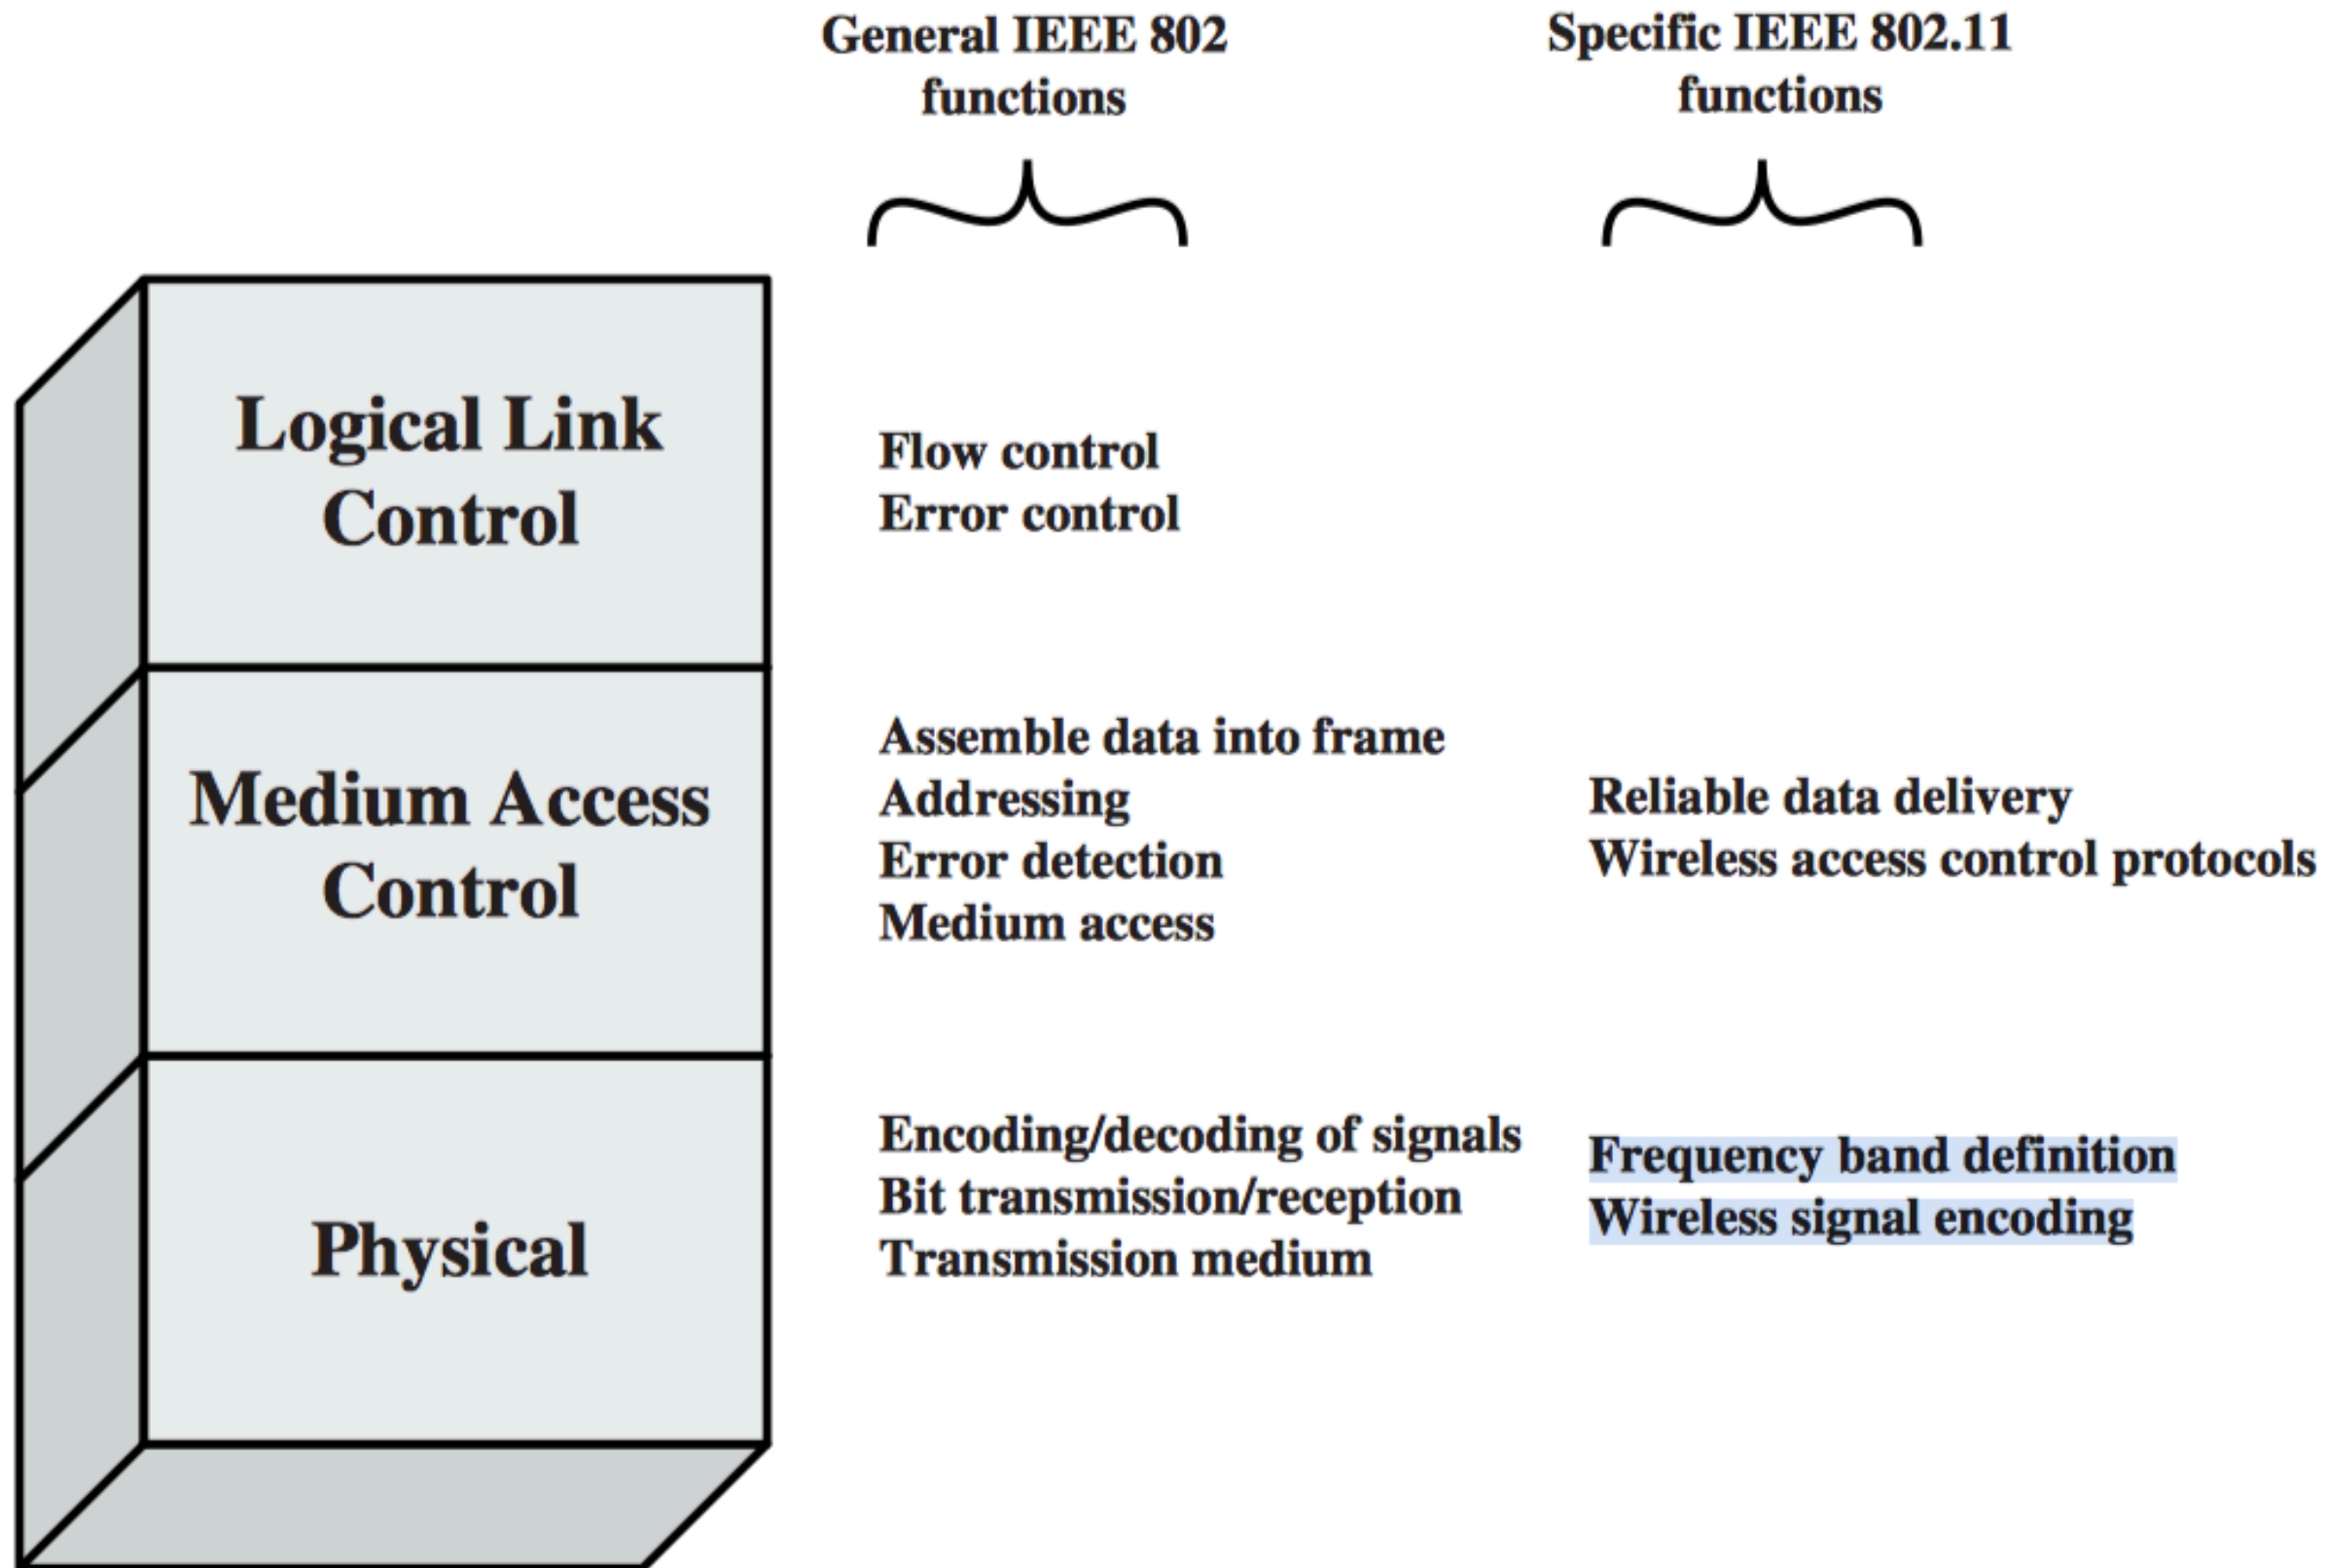 General IEEE 802
functions
Specific IEEE 802.11
functions
Logical Link
Control
Flow control
Error control
Medium Access
Control
Assemble data into frame
Addressing
Error detection
Medium access
Reliable data delivery
Wireless access control protocols
Physical
Encoding/decoding of signals
Bit transmission/reception
Transmission medium
Frequency band definition
Wireless signal encoding